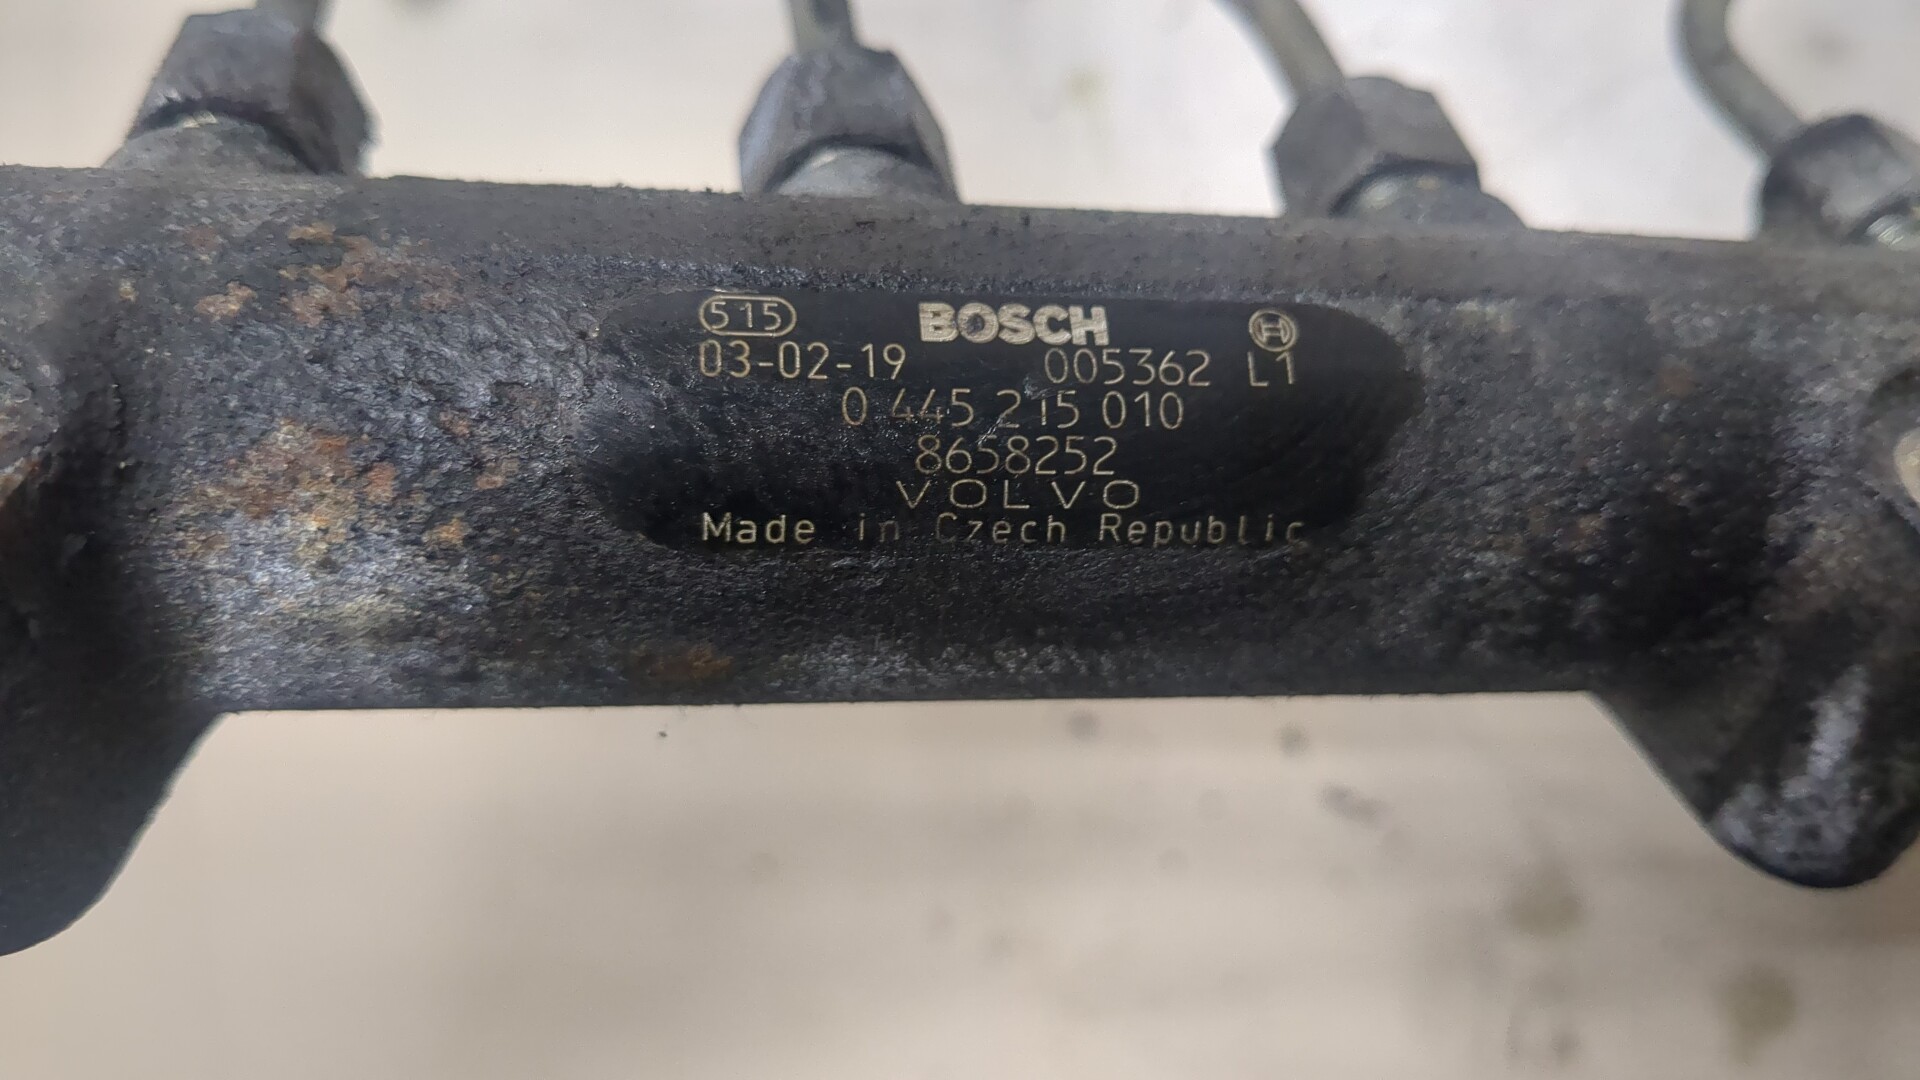 515 BOSCH
03-02-19 005362 L1
0 445 215 010
8658252
VOLVO
Made in Czech Republic